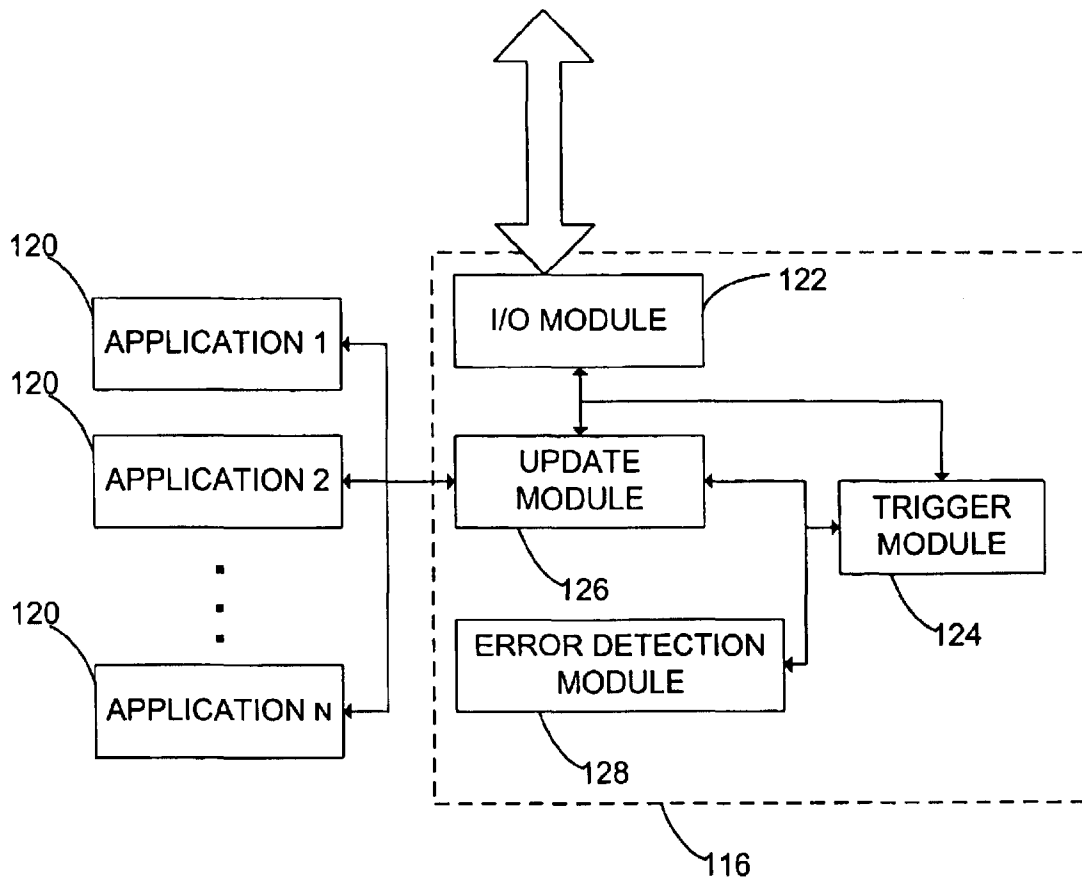 120
APPLICATION 1
120
APPLICATION 2
120
APPLICATION N
I/O MODULE
122
UPDATE
MODULE
126
TRIGGER
MODULE
124
ERROR DETECTION
MODULE
128
116